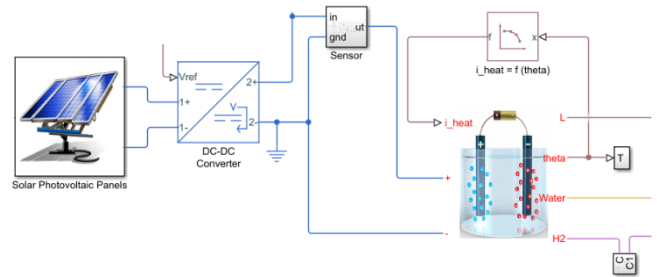 in
ut
gnd
Sensor
f
x
i_heat = f (theta)
Vref
2+
1+
V
1-
2-
DC-DC
Converter
Solar Photovoltaic Panels
i_heat
L
+
-
theta
T
+
Water
-
H2
C
C1